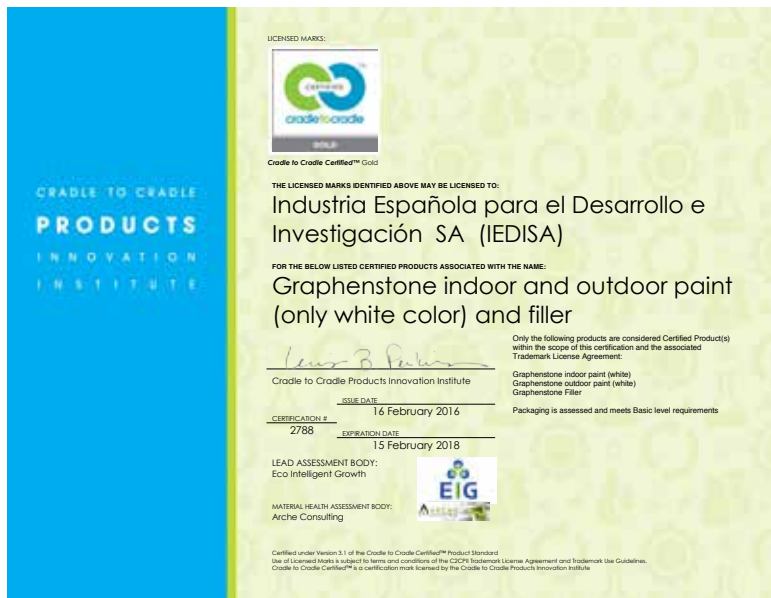 CRADLE TO CRADLE
PRODUCTS
INNOVATION
INSTITUTE
LICENSED MARKS:
CERTIFIED
cradletocradle
GOLD
Cradle to Cradle Certified™ Gold
THE LICENSED MARKS IDENTIFIED ABOVE MAY BE LICENSED TO:
Industria Española para el Desarrollo e
Investigación SA (IEDISA)
FOR THE BELOW LISTED CERTIFIED PRODUCTS ASSOCIATED WITH THE NAME:
Graphenstone indoor and outdoor paint
(only white color) and filler
Cradle to Cradle Products Innovation Institute
ISSUE DATE
16 February 2016
CERTIFICATION #
2788
EXPIRATION DATE
15 February 2018
LEAD ASSESSMENT BODY:
Eco Intelligent Growth
EIG
MATERIAL HEALTH ASSESSMENT BODY:
Arche Consulting
Only the following products are considered Certified Product(s)
within the scope of this certification and the associated
Trademark License Agreement:
Graphenstone indoor paint (white)
Graphenstone outdoor paint (white)
Graphenstone Filler
Packaging is assessed and meets Basic level requirements
Certified under Version 3.1 of the Cradle to Cradle Certified™ Product Standard
Use of Licensed Marks is subject to terms and conditions of the C2CPII Trademark License Agreement and Trademark Use Guidelines.
Cradle to Cradle Certified™ is a certification mark licensed by the Cradle to Cradle Products Innovation Institute